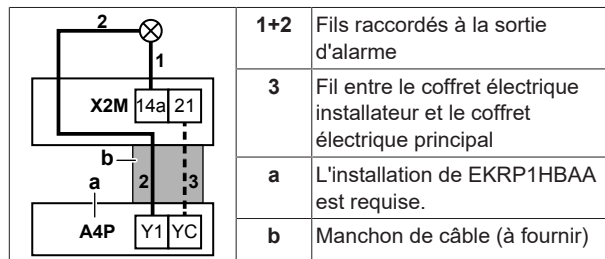 2
1
X2M 14a 21
b
a 2 3
A4P Y1 YC
1+2 Fils raccordés à la sortie
d'alarme
3 Fil entre le coffret électrique
installateur et le coffret
électrique principal
a L'installation de EKRP1HBAA
est requise.
b Manchon de câble (à fournir)